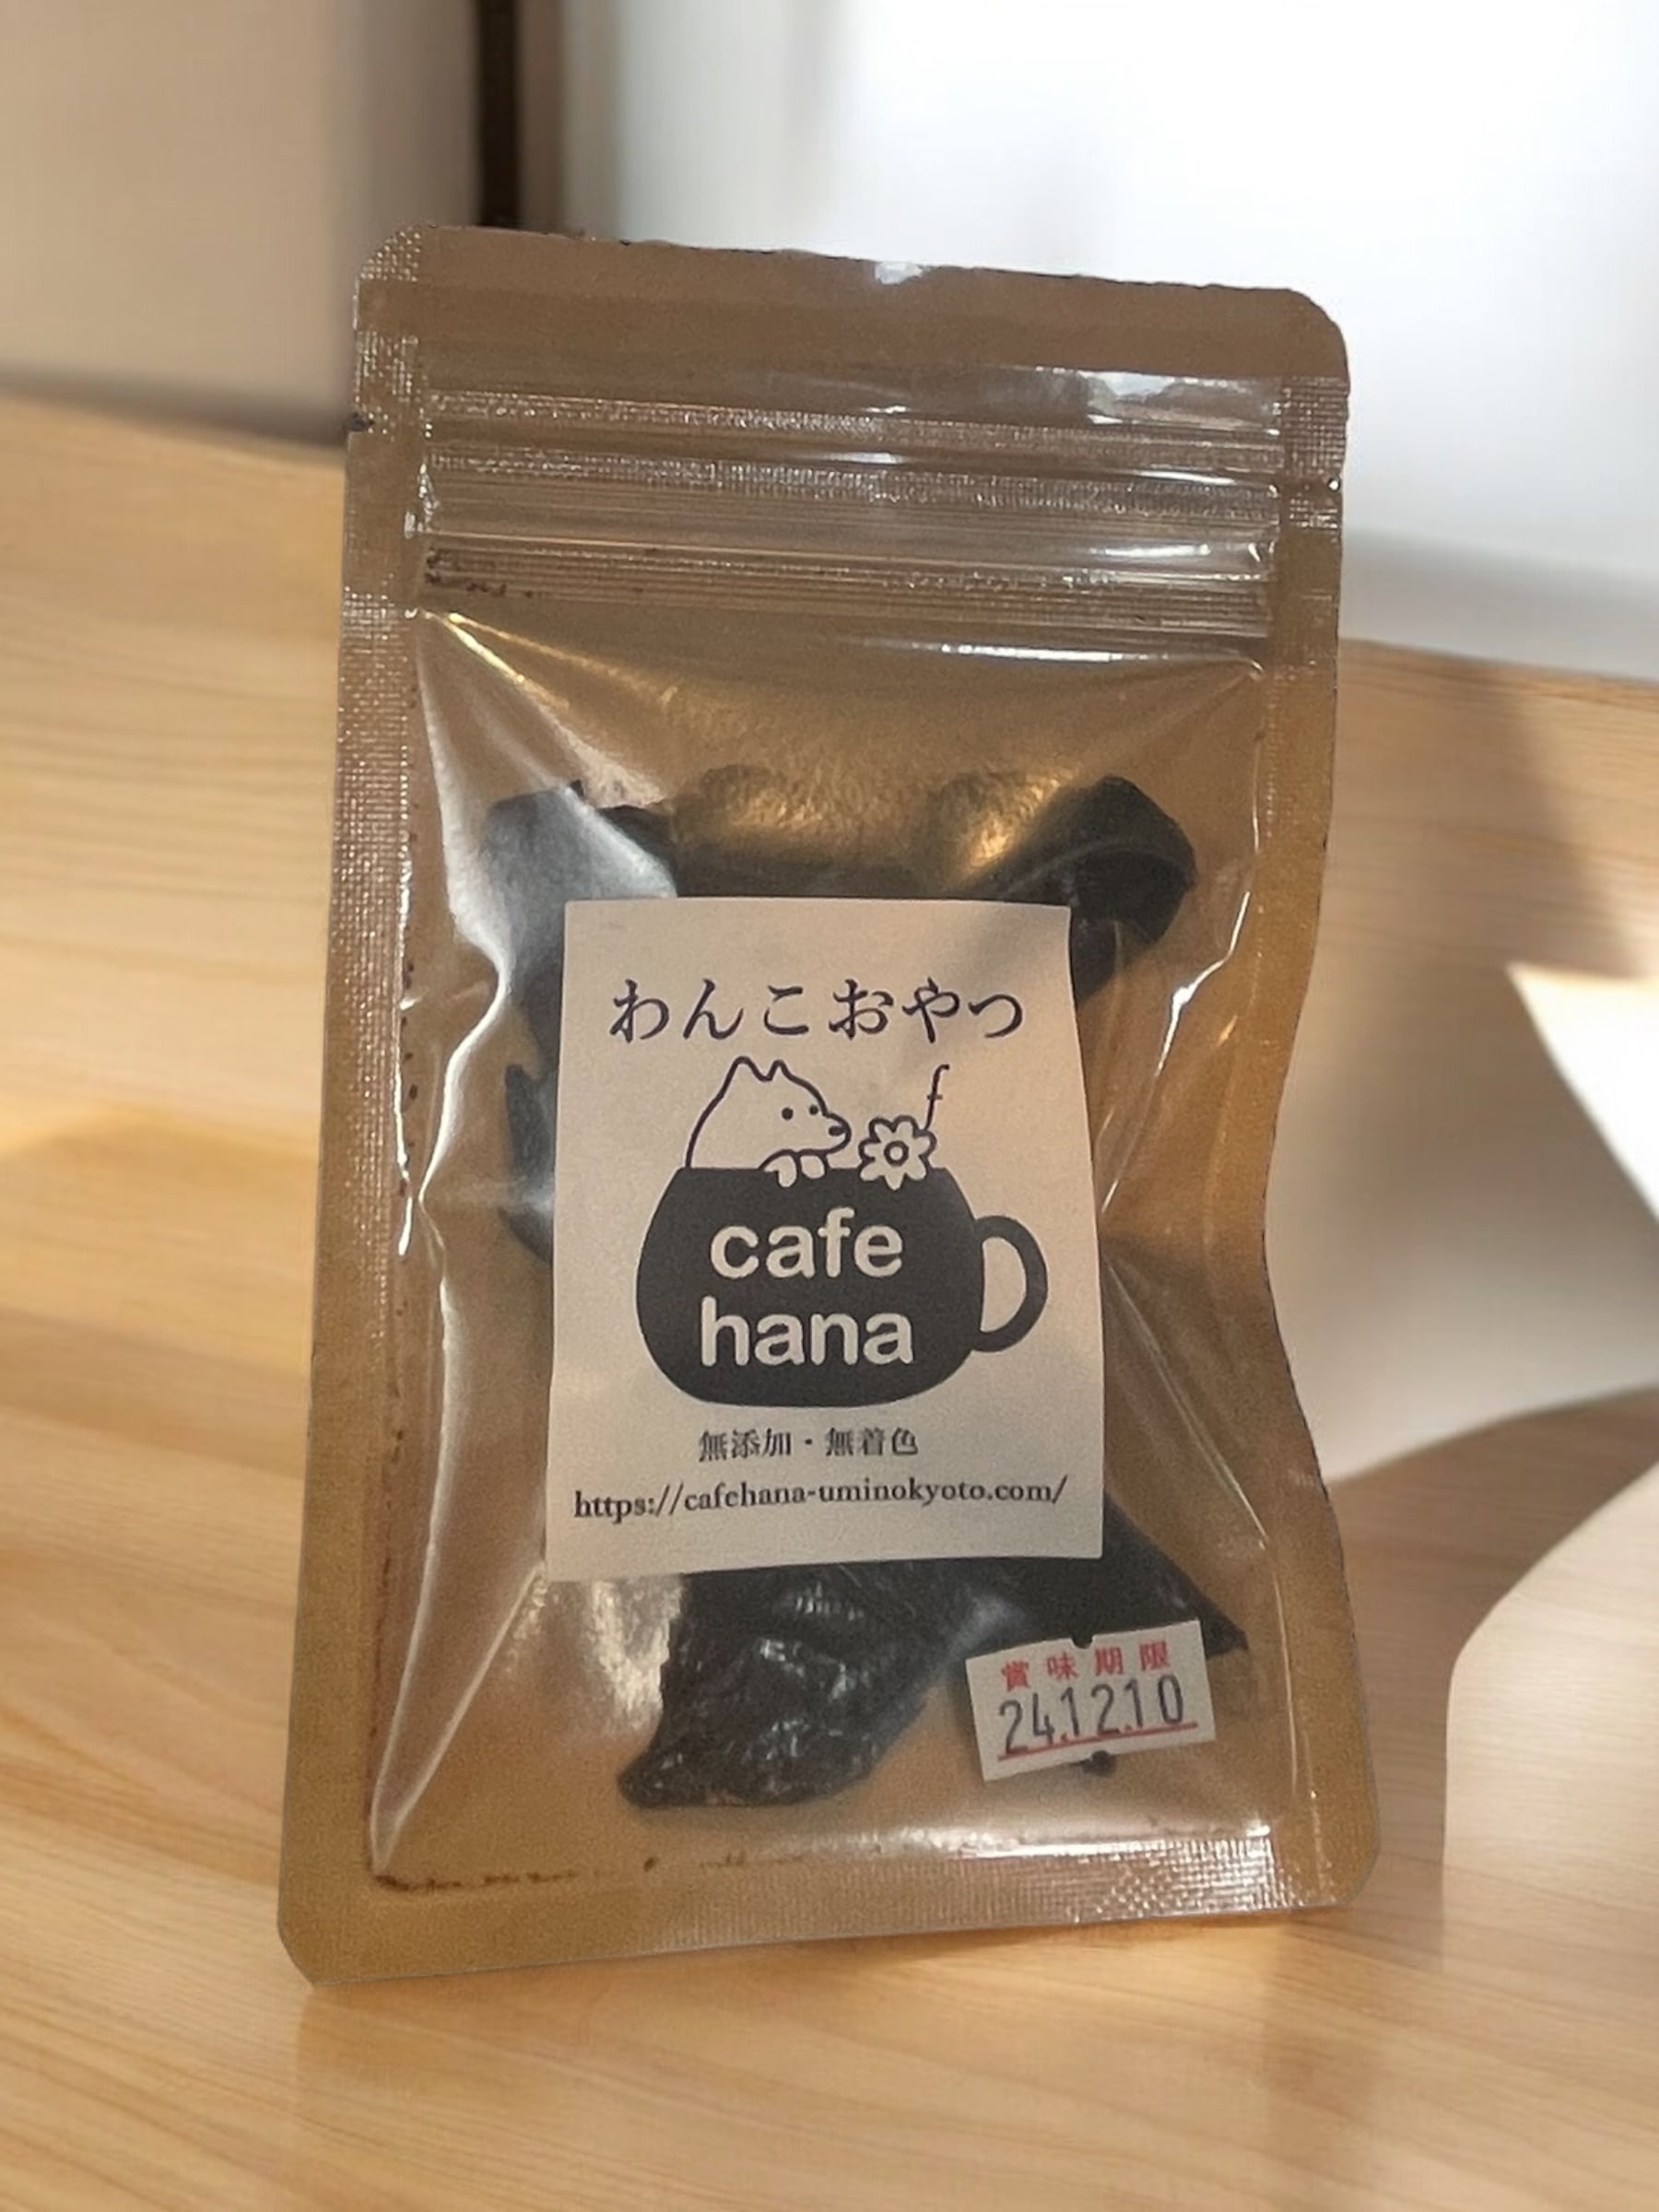 わんこおやつ
cafe
hana
無添加・無着色
https://cafehana-uminokyoto.com/
賞味期限
24.12.10